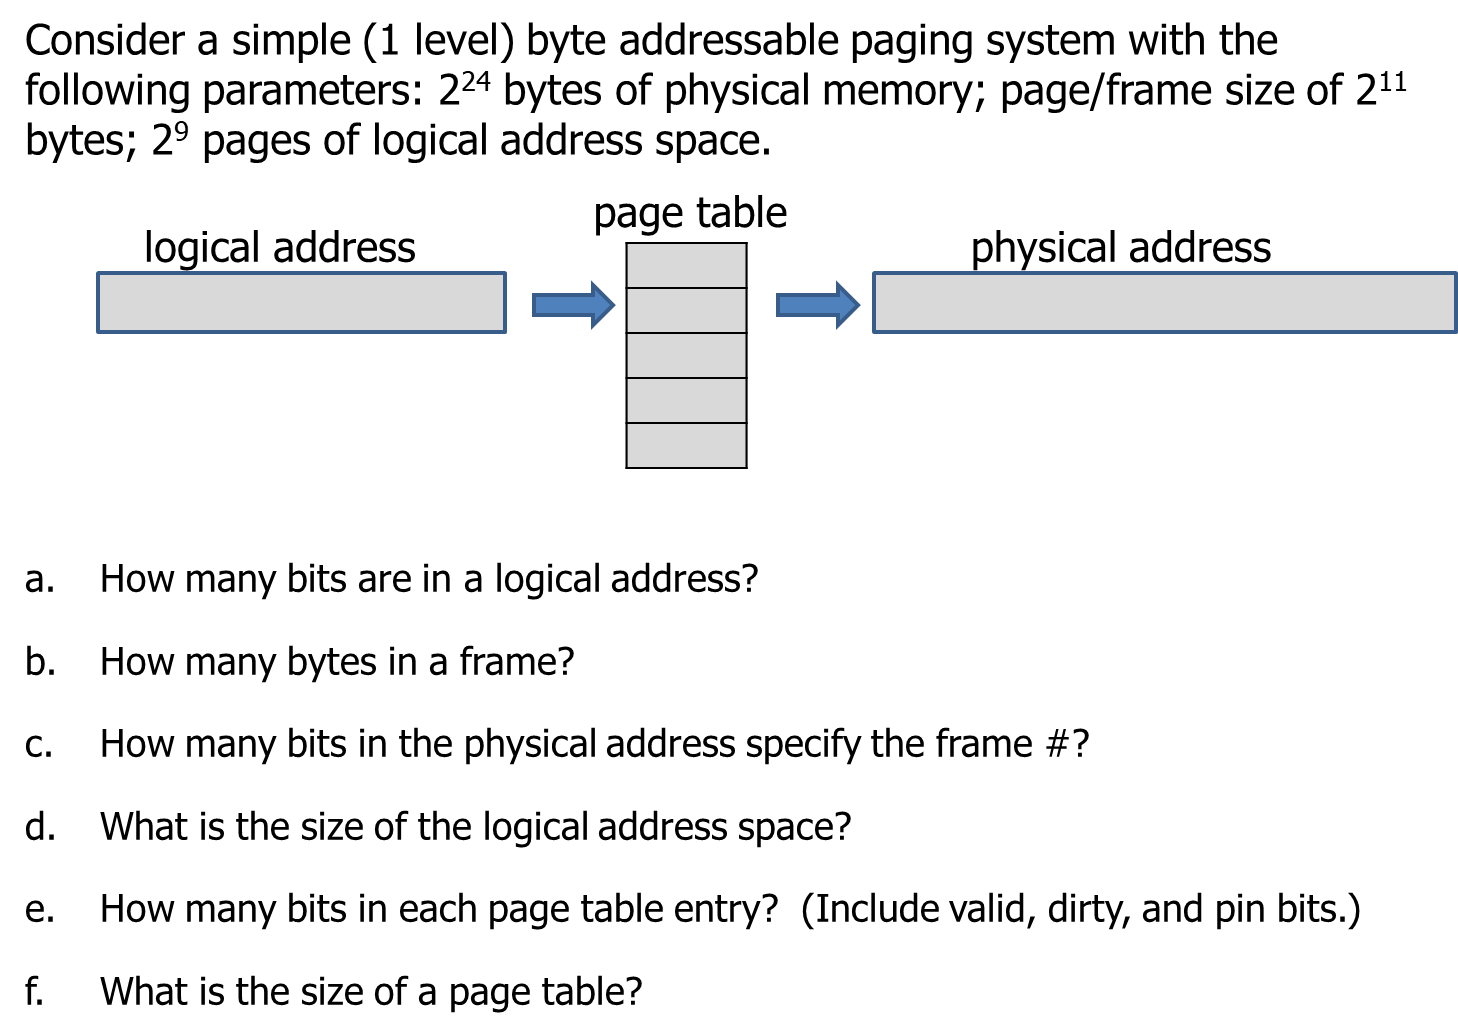 Consider a simple (1 level) byte addressable paging system with the
following parameters: 2²⁴ bytes of physical memory; page/frame size of 2¹¹
bytes; 2⁹ pages of logical address space.
page table
logical address
physical address
a. How many bits are in a logical address?
b. How many bytes in a frame?
c. How many bits in the physical address specify the frame #?
d. What is the size of the logical address space?
e. How many bits in each page table entry? (Include valid, dirty, and pin bits.)
f. What is the size of a page table?